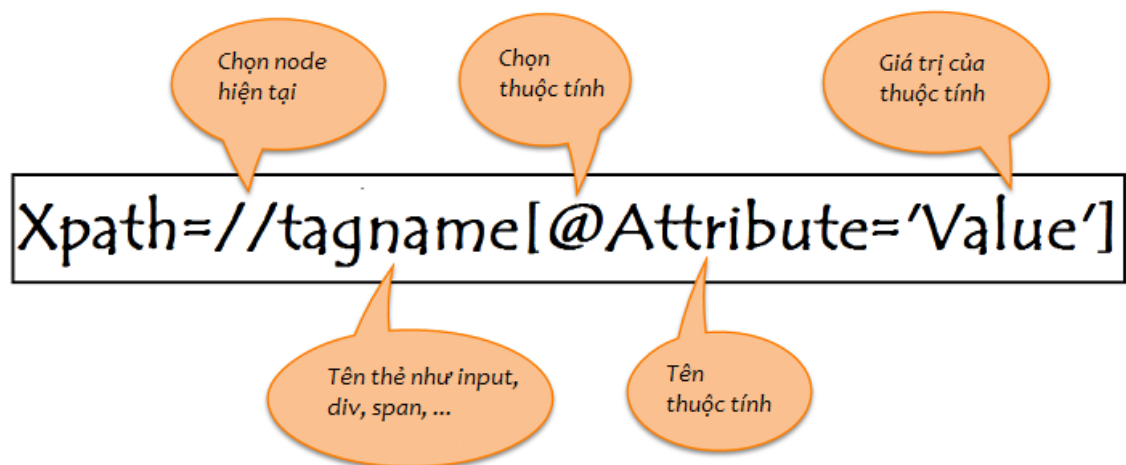 Chọn node
hiện tại
Chọn
thuộc tính
Giá trị của
thuộc tính
Xpath=//tagname[@Attribute='Value']
Tên thẻ như input,
div, span, ...
Tên
thuộc tính